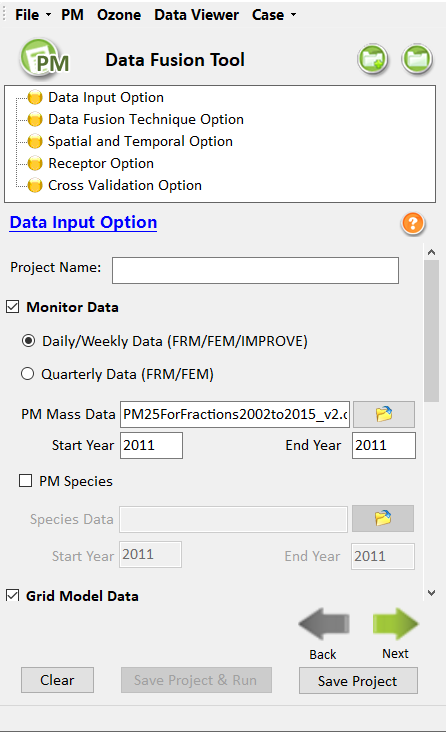 File PM Ozone Data Viewer Case
PM Data Fusion Tool
Data Input Option
Data Fusion Technique Option
Spatial and Temporal Option
Receptor Option
Cross Validation Option
Data Input Option ?
Project Name:
Monitor Data
Daily/Weekly Data (FRM/FEM/IMPROVE)
Quarterly Data (FRM/FEM)
PM Mass Data PM25ForFractions2002to2015_v2.c
Start Year 2011 End Year 2011
PM Species
Species Data
Start Year 2011 End Year 2011
Grid Model Data
Back Next
Clear Save Project & Run Save Project